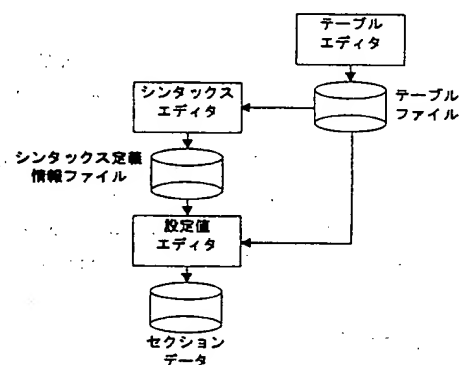 テーブル
エディタ
シンタックス
エディタ
テーブル
ファイル
シンタックス定義
情報ファイル
設定値
エディタ
セクション
データ